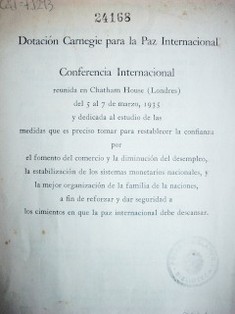 24168
Dotación Carnegie para la Paz Internacional
Conferencia Internacional
reunida en Chatham House (Londres)
del 5 al 7 de marzo, 1935
y dedicada al estudio de las
medidas que es preciso tomar para restablecer la confianza
por
el fomento del comercio y la diminución del desempleo,
la estabilización de los sistemas monetarios nacionales, y
la mejor organización de la familia de la naciones,
a fin de reforzar y dar seguridad a
los cimientos en que la paz internacional debe descansar.